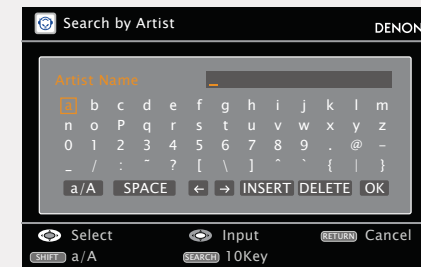 Search by Artist
DENON
Artist Name _
a b c d e f g h i j k l m
n o P q r s t u v w x y z
0 1 2 3 4 5 6 7 8 9 . @ –
_ / : ~ ? [ \ ] ^ ` { | }
a/A SPACE ← → INSERT DELETE OK
Select Input RETURN Cancel
SHIFT a/A SEARCH 10Key